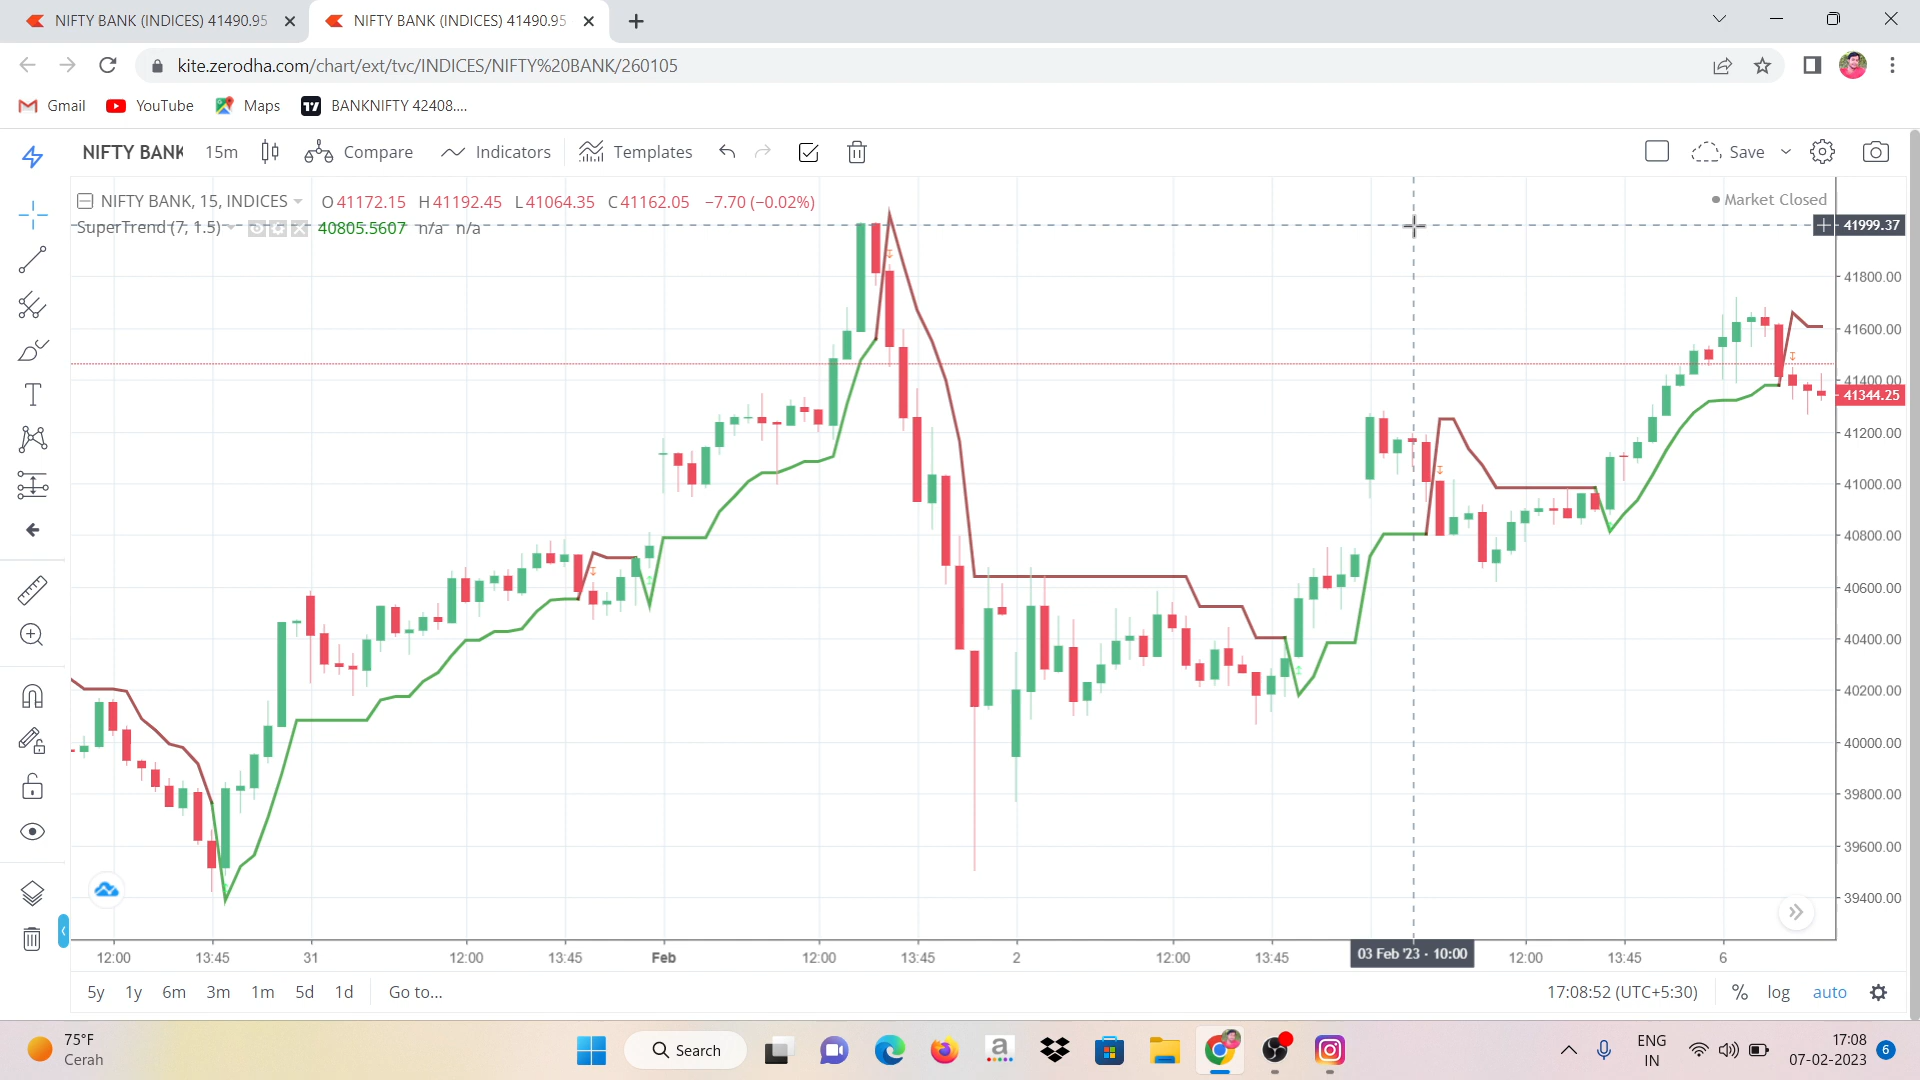 NIFTY BANK (INDICES) 41490.95
NIFTY BANK (INDICES) 41490.95
kite.zerodha.com/chart/ext/tvc/INDICES/NIFTY%20BANK/260105
Gmail YouTube Maps BANKNIFTY 42408....
NIFTY BANK 15m Compare Indicators Templates Save
NIFTY BANK, 15, INDICES O41172.15 H41192.45 L41064.35 C41162.05 −7.70 (−0.02%)
Market Closed
SuperTrend (7, 1.5) 40805.5607 n/a n/a
41999.37
41800.00
41600.00
41400.00
41344.25
41200.00
41000.00
40800.00
40600.00
40400.00
40200.00
40000.00
39800.00
39600.00
39400.00
12:00 13:45 31 12:00 13:45 Feb 12:00 13:45 2 12:00 13:45 03 Feb '23 · 10:00 12:00 13:45 6
5y 1y 6m 3m 1m 5d 1d Go to... 17:08:52 (UTC+5:30) % log auto
75°F
Cerah
Search
ENG
IN
17:08
07-02-2023
6